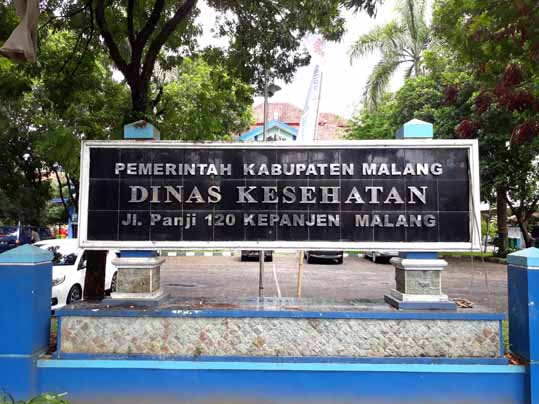 PEMERINTAH KABUPATEN MALANG
DINAS KESEHATAN
Jl. Panji 120 KEPANJEN MALANG